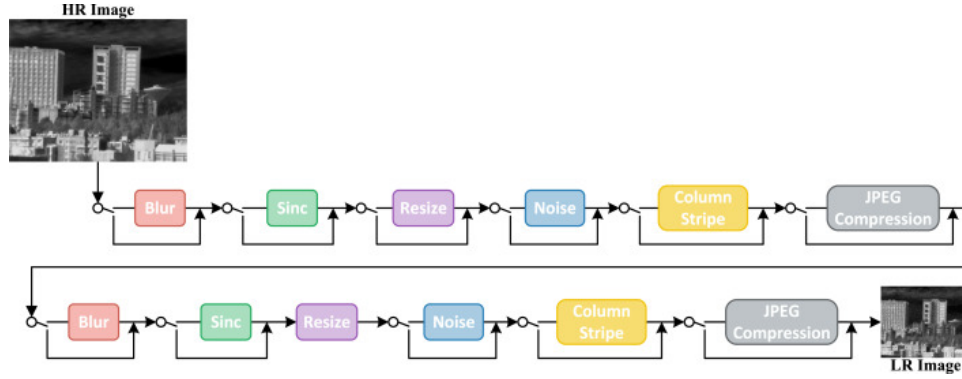 HR Image
Blur
Sinc
Resize
Noise
Column
Stripe
JPEG
Compression
Blur
Sinc
Resize
Noise
Column
Stripe
JPEG
Compression
LR Image